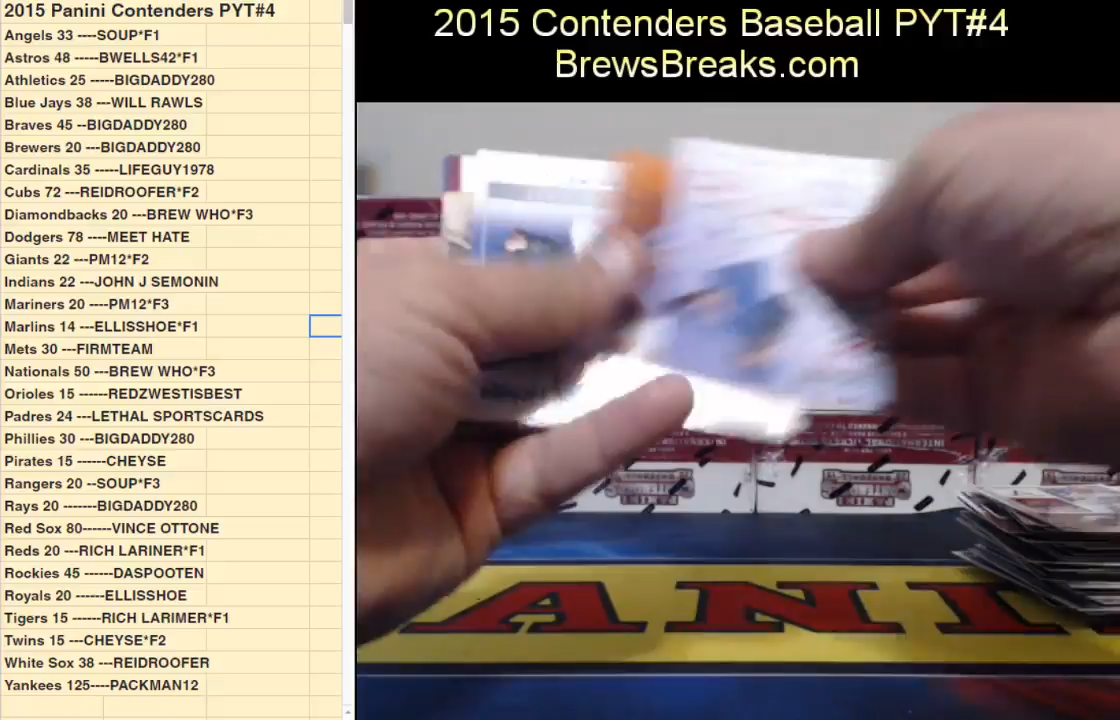 2015 Panini Contenders PYT#4
Angels 33 ----SOUP*F1
Astros 48 -----BWELLS42*F1
Athletics 25 -----BIGDADDY280
Blue Jays 38 ---WILL RAWLS
Braves 45 --BIGDADDY280
Brewers 20 ---BIGDADDY280
Cardinals 35 -----LIFEGUY1978
Cubs 72 ---REIDROOFER*F2
Diamondbacks 20 ---BREW WHO*F3
Dodgers 78 ----MEET HATE
Giants 22 ---PM12*F2
Indians 22 ---JOHN J SEMONIN
Mariners 20 ----PM12*F3
Marlins 14 ---ELLISSHOE*F1
Mets 30 ---FIRMTEAM
Nationals 50 ---BREW WHO*F3
Orioles 15 ------REDZWESTISBEST
Padres 24 ---LETHAL SPORTSCARDS
Phillies 30 ---BIGDADDY280
Pirates 15 ------CHEYSE
Rangers 20 --SOUP*F3
Rays 20 -------BIGDADDY280
Red Sox 80------VINCE OTTONE
Reds 20 ---RICH LARINER*F1
Rockies 45 ------DASPOOTEN
Royals 20 ------ELLISSHOE
Tigers 15 ------RICH LARIMER*F1
Twins 15 ---CHEYSE*F2
White Sox 38 ---REIDROOFER
Yankees 125----PACKMAN12
2015 Contenders Baseball PYT#4
BrewsBreaks.com
ANI